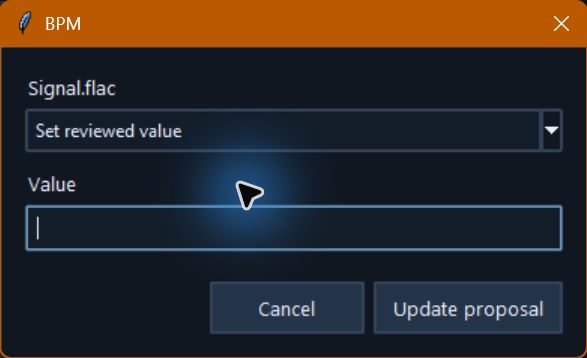 BPM
Signal.flac
Set reviewed value
Value
Cancel
Update proposal